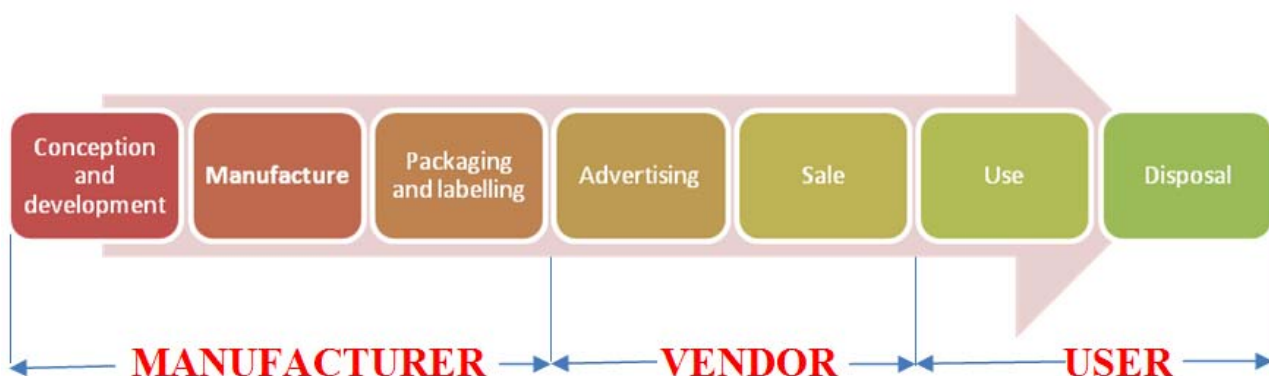 Conception
and
development
Manufacture
Packaging
and labelling
Advertising
Sale
Use
Disposal
MANUFACTURER
VENDOR
USER